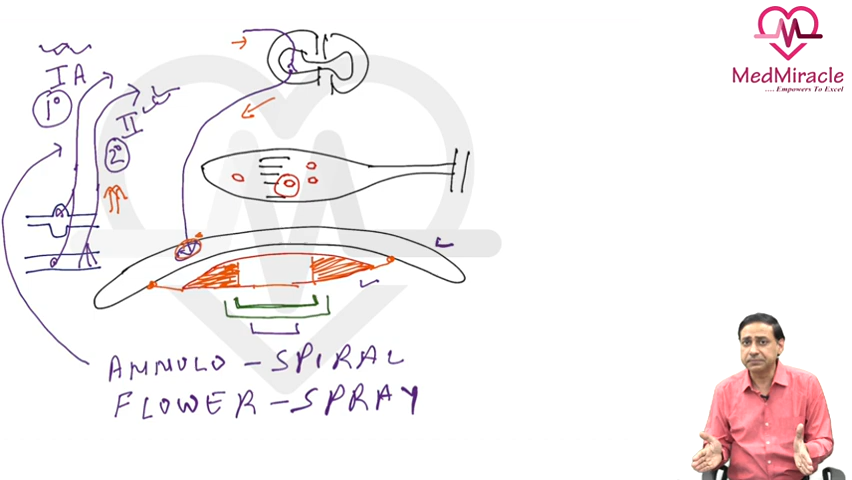 MedMiracle
.... Empowers To Excel
IA
1°
II
2°
ANNULO - SPIRAL
FLOWER - SPRAY